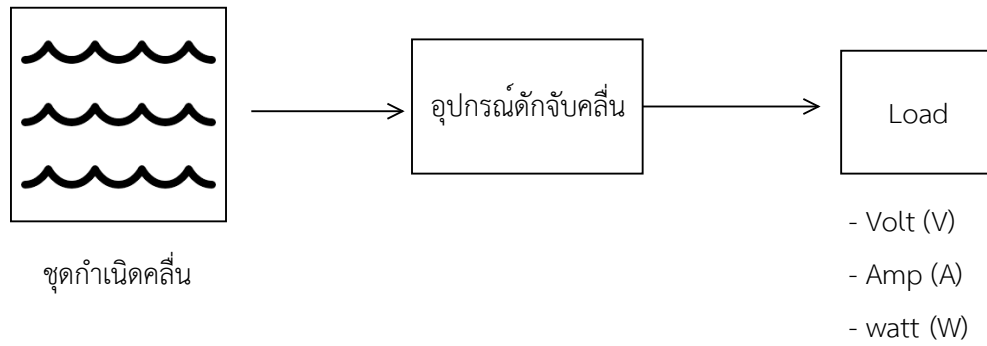 ชุดกำเนิดคลื่น
อุปกรณ์ดักจับคลื่น
Load
- Volt (V)
- Amp (A)
- watt (W)